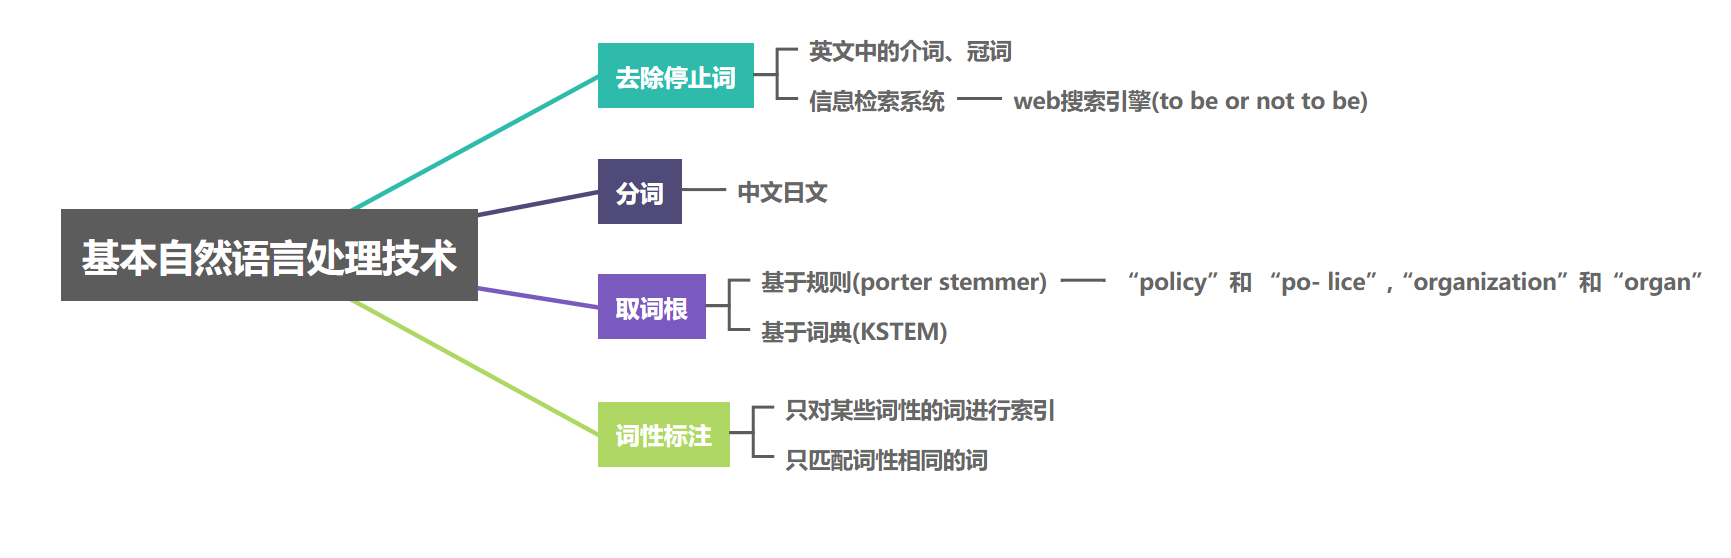 基本自然语言处理技术
去除停止词
英文中的介词、冠词
信息检索系统
web搜索引擎(to be or not to be)
分词
中文日文
取词根
基于规则(porter stemmer)
“policy”和 “po- lice”,“organization”和“organ”
基于词典(KSTEM)
词性标注
只对某些词性的词进行索引
只匹配词性相同的词